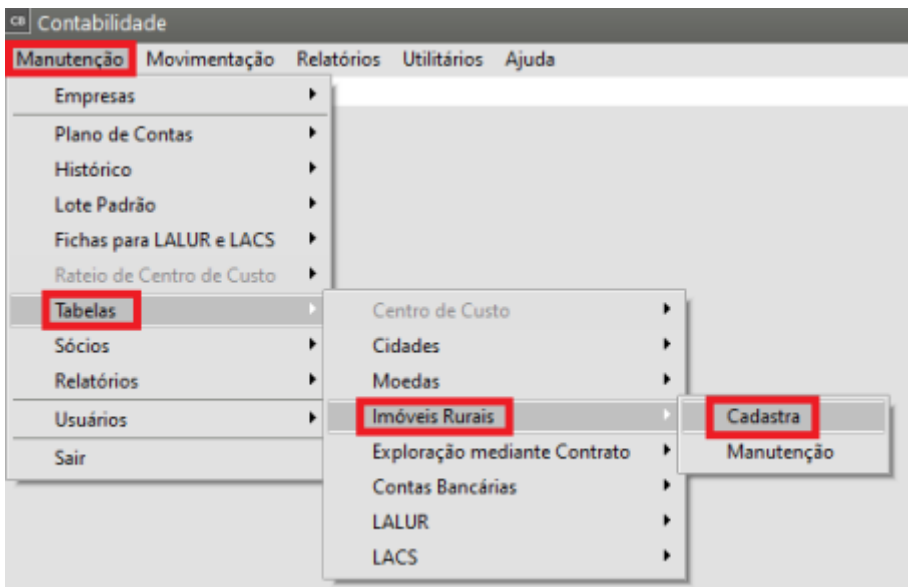 CB Contabilidade
Manutenção Movimentação Relatórios Utilitários Ajuda
Empresas
Plano de Contas
Histórico
Lote Padrão
Fichas para LALUR e LACS
Rateio de Centro de Custo
Tabelas
Sócios
Relatórios
Usuários
Sair
Centro de Custo
Cidades
Moedas
Imóveis Rurais
Exploração mediante Contrato
Contas Bancárias
LALUR
LACS
Cadastra
Manutenção